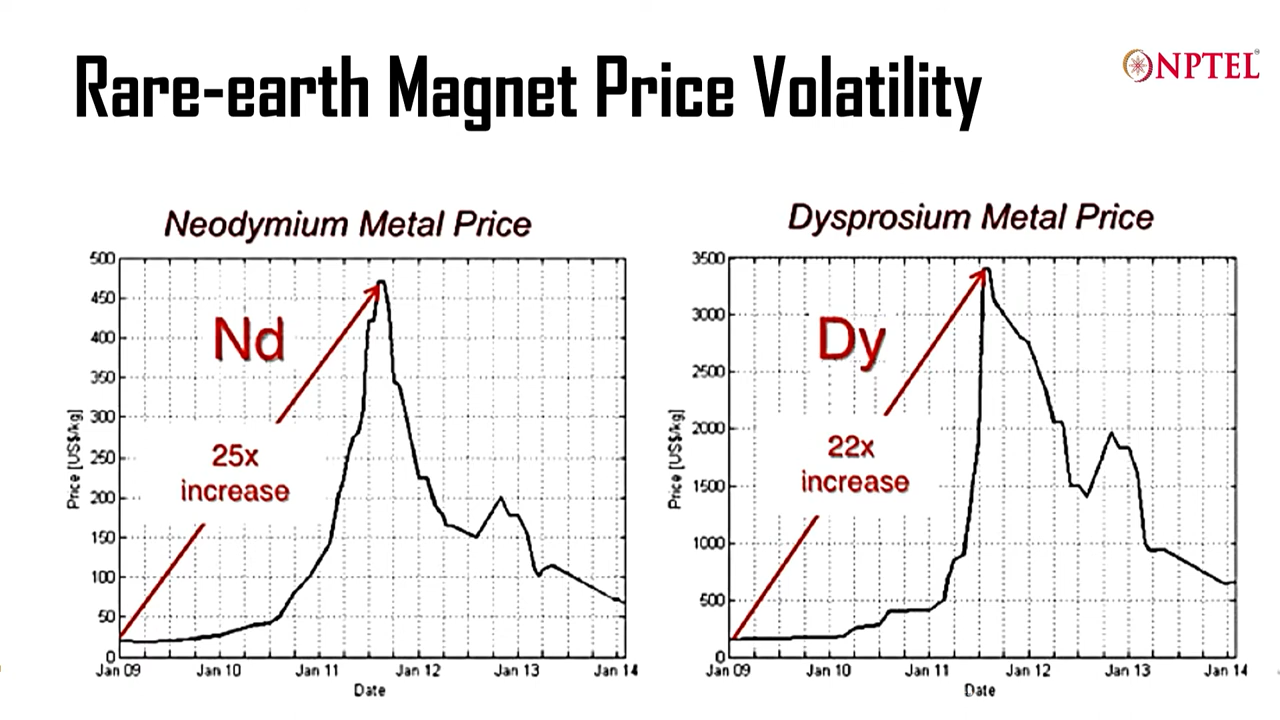 Rare-earth Magnet Price Volatility
NPTEL
Neodymium Metal Price
500
450
400
350
300
250
200
150
100
50
0
Price [US$/kg]
Nd
25x
increase
Jan 09 Jan 10 Jan 11 Jan 12 Jan 13 Jan 14
Date
Dysprosium Metal Price
3500
3000
2500
2000
1500
1000
500
0
Price [US$/kg]
Dy
22x
increase
Jan 09 Jan 10 Jan 11 Jan 12 Jan 13 Jan 14
Date